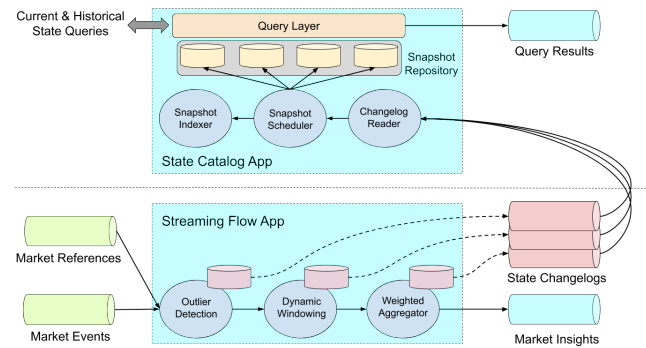 Current & Historical
State Queries
Query Layer
Query Results
Snapshot
Repository
Snapshot
Indexer
Snapshot
Scheduler
Changelog
Reader
State Catalog App
Streaming Flow App
Market References
State Changelogs
Outlier
Detection
Dynamic
Windowing
Weighted
Aggregator
Market Events
Market Insights